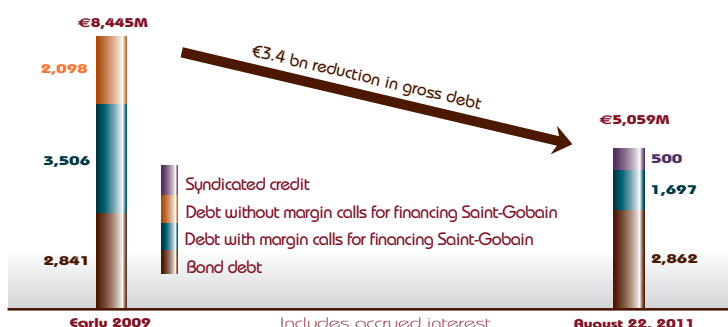 €8,445M
2,098
€3.4 bn reduction in gross debt
€5,059M
500
3,506
1,697
Syndicated credit
Debt without margin calls for financing Saint-Gobain
Debt with margin calls for financing Saint-Gobain
Bond debt
2,841
2,862
Early 2009
Includes accrued interest
August 22, 2011